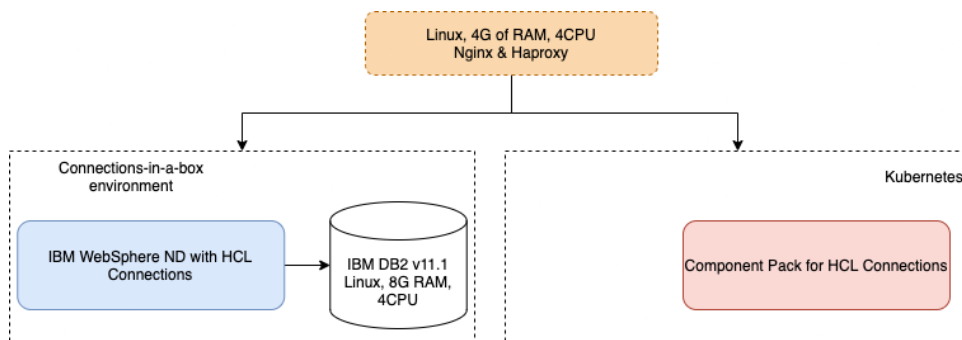 Linux, 4G of RAM, 4CPU
Nginx & Haproxy
Connections-in-a-box
environment
Kubernetes
IBM WebSphere ND with HCL
Connections
IBM DB2 v11.1
Linux, 8G RAM,
4CPU
Component Pack for HCL Connections